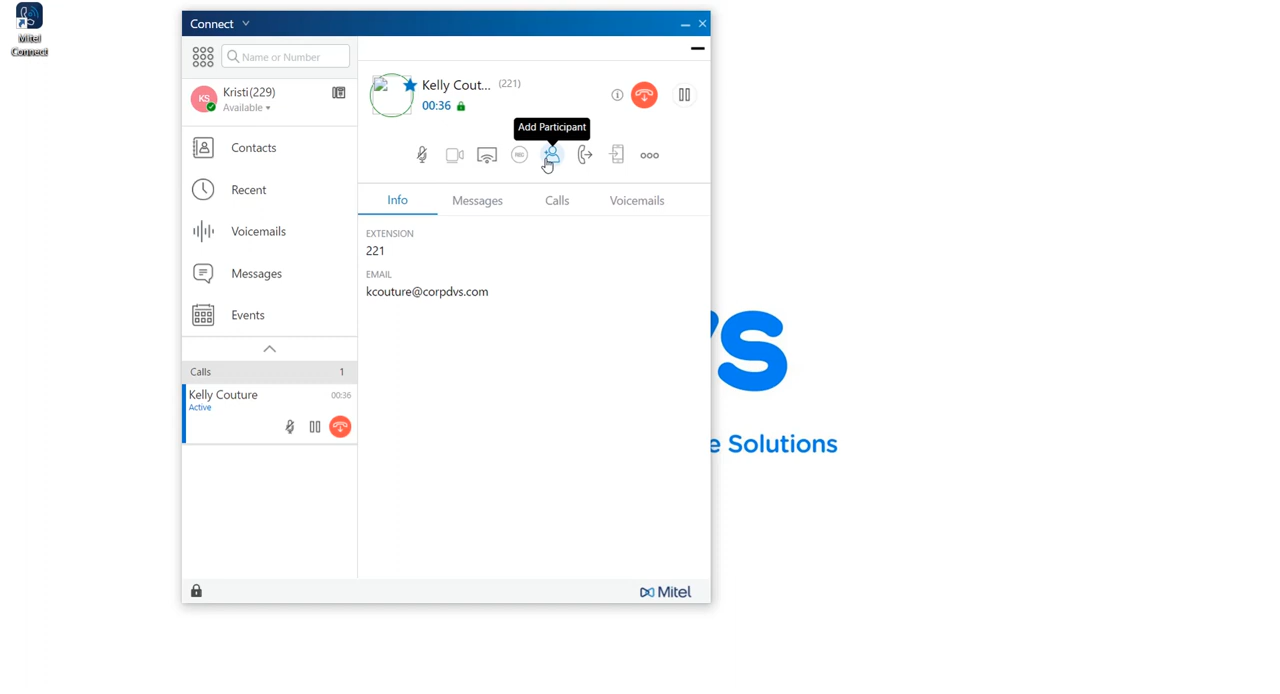 Mitel
Connect
Connect
Name or Number
KS
Kristi(229)
Available
Contacts
Recent
Voicemails
Messages
Events
Calls 1
Kelly Couture 00:36
Active
Kelly Cout... (221)
00:36
Add Participant
REC
Info Messages Calls Voicemails
EXTENSION
221
EMAIL
kcouture@corpdvs.com
Mitel
s
e Solutions